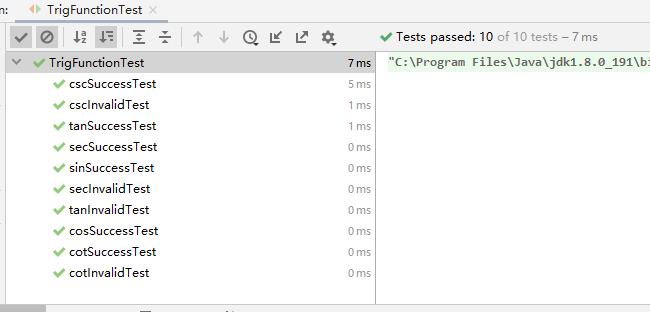 n: TrigFunctionTest
Tests passed: 10 of 10 tests – 7 ms
TrigFunctionTest 7 ms
"C:\Program Files\Java\jdk1.8.0_191\bi
cscSuccessTest 5 ms
cscInvalidTest 1 ms
tanSuccessTest 1 ms
secSuccessTest 0 ms
sinSuccessTest 0 ms
secInvalidTest 0 ms
tanInvalidTest 0 ms
cosSuccessTest 0 ms
cotSuccessTest 0 ms
cotInvalidTest 0 ms